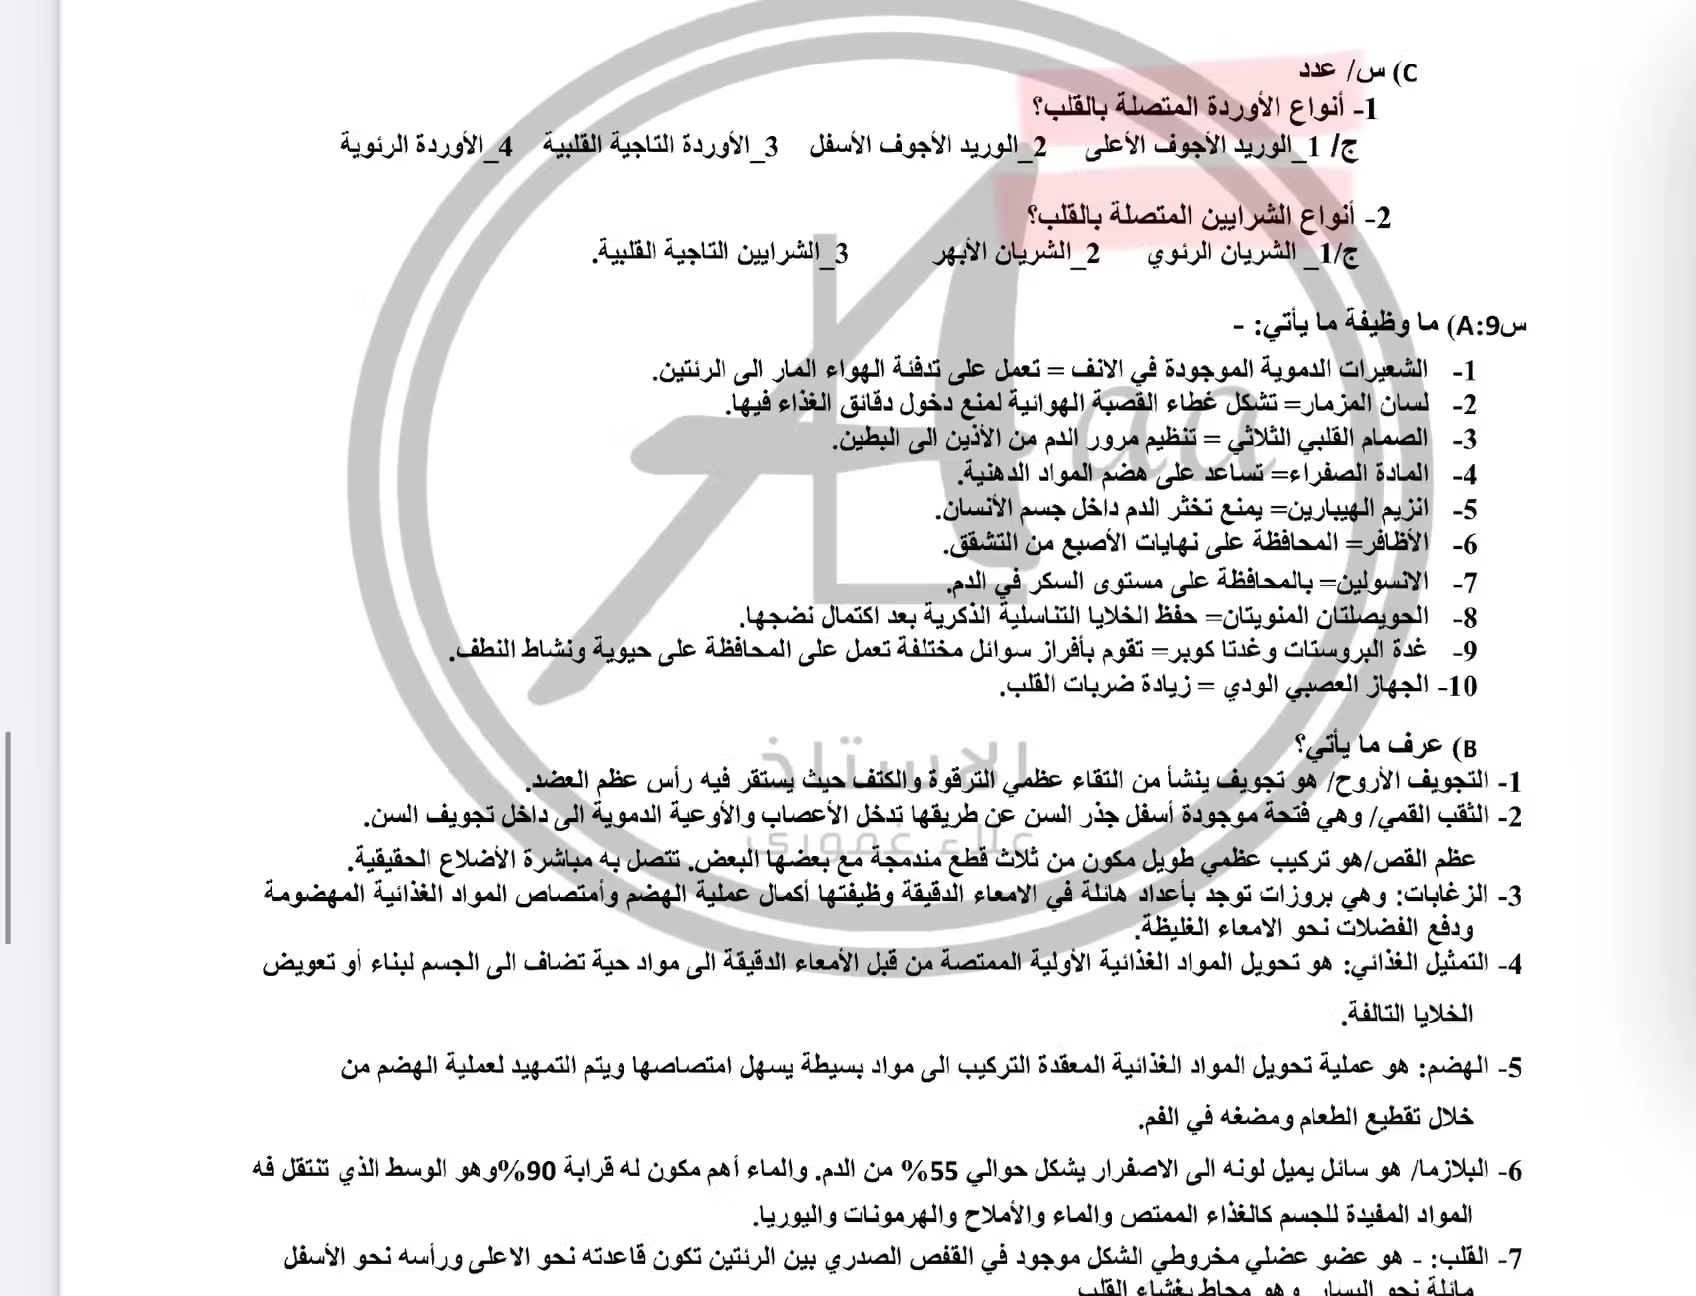 C) س/ عدد
1- أنواع الأوردة المتصلة بالقلب؟
ج/ 1_الوريد الأجوف الأعلى 2_الوريد الأجوف الأسفل 3_الأوردة التاجية القلبية 4_الأوردة الرئوية
2- أنواع الشرايين المتصلة بالقلب؟
ج/1_ الشريان الرئوي 2_الشريان الأبهر 3_الشرايين التاجية القلبية.
س9:A) ما وظيفة ما يأتي: -
1- الشعيرات الدموية الموجودة في الانف = تعمل على تدفئة الهواء المار الى الرئتين.
2- لسان المزمار= تشكل غطاء القصبة الهوائية لمنع دخول دقائق الغذاء فيها.
3- الصمام القلبي الثلاثي = تنظيم مرور الدم من الأذين الى البطين.
4- المادة الصفراء= تساعد على هضم المواد الدهنية.
5- انزيم الهيبارين= يمنع تخثر الدم داخل جسم الأنسان.
6- الأظافر= المحافظة على نهايات الأصبع من التشقق.
7- الانسولين= بالمحافظة على مستوى السكر في الدم.
8- الحويصلتان المنويتان= حفظ الخلايا التناسلية الذكرية بعد اكتمال نضجها.
9- غدة البروستات وغدتا كوبر= تقوم بأفراز سوائل مختلفة تعمل على المحافظة على حيوية ونشاط النطف.
10- الجهاز العصبي الودي = زيادة ضربات القلب.
B) عرف ما يأتي؟
الاستاذ
1- التجويف الأروح/ هو تجويف ينشأ من التقاء عظمي الترقوة والكتف حيث يستقر فيه رأس عظم العضد.
2- الثقب القمي/ وهي فتحة موجودة أسفل جذر السن عن طريقها تدخل الأعصاب والأوعية الدموية الى داخل تجويف السن.
علاء غفوري
عظم القص/هو تركيب عظمي طويل مكون من ثلاث قطع مندمجة مع بعضها البعض. تتصل به مباشرة الأضلاع الحقيقية.
3- الزغابات: وهي بروزات توجد بأعداد هائلة في الامعاء الدقيقة وظيفتها أكمال عملية الهضم وأمتصاص المواد الغذائية المهضومة
ودفع الفضلات نحو الامعاء الغليظة.
4- التمثيل الغذائي: هو تحويل المواد الغذائية الأولية الممتصة من قبل الأمعاء الدقيقة الى مواد حية تضاف الى الجسم لبناء أو تعويض
الخلايا التالفة.
5- الهضم: هو عملية تحويل المواد الغذائية المعقدة التركيب الى مواد بسيطة يسهل امتصاصها ويتم التمهيد لعملية الهضم من
خلال تقطيع الطعام ومضغه في الفم.
6- البلازما/ هو سائل يميل لونه الى الاصفرار يشكل حوالي 55% من الدم. والماء أهم مكون له قرابة 90%وهو الوسط الذي تنتقل فه
المواد المفيدة للجسم كالغذاء الممتص والماء والأملاح والهرمونات واليوريا.
7- القلب: - هو عضو عضلي مخروطي الشكل موجود في القفص الصدري بين الرئتين تكون قاعدته نحو الاعلى ورأسه نحو الأسفل
مائلة نحو اليسار وهو محاط بغشاء القلب